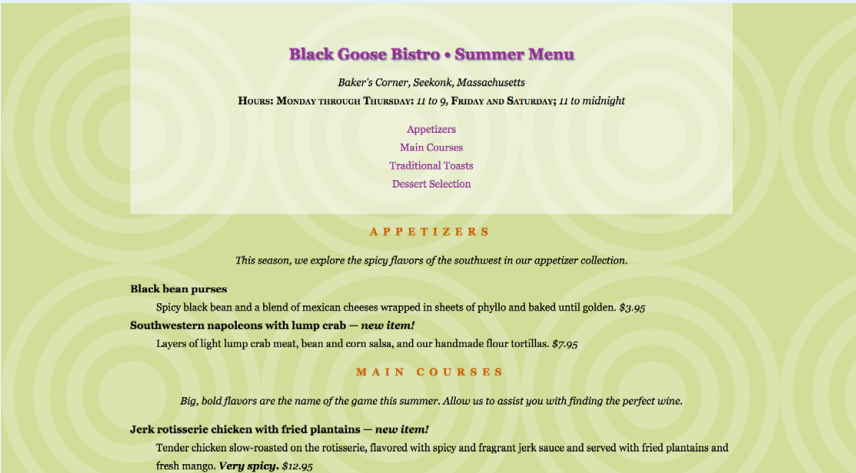 Black Goose Bistro • Summer Menu
Baker's Corner, Seekonk, Massachusetts
Hours: Monday through Thursday: 11 to 9, Friday and Saturday; 11 to midnight
Appetizers
Main Courses
Traditional Toasts
Dessert Selection
APPETIZERS
This season, we explore the spicy flavors of the southwest in our appetizer collection.
Black bean purses
Spicy black bean and a blend of mexican cheeses wrapped in sheets of phyllo and baked until golden. $3.95
Southwestern napoleons with lump crab — new item!
Layers of light lump crab meat, bean and corn salsa, and our handmade flour tortillas. $7.95
MAIN COURSES
Big, bold flavors are the name of the game this summer. Allow us to assist you with finding the perfect wine.
Jerk rotisserie chicken with fried plantains — new item!
Tender chicken slow-roasted on the rotisserie, flavored with spicy and fragrant jerk sauce and served with fried plantains and
fresh mango. Very spicy. $12.95